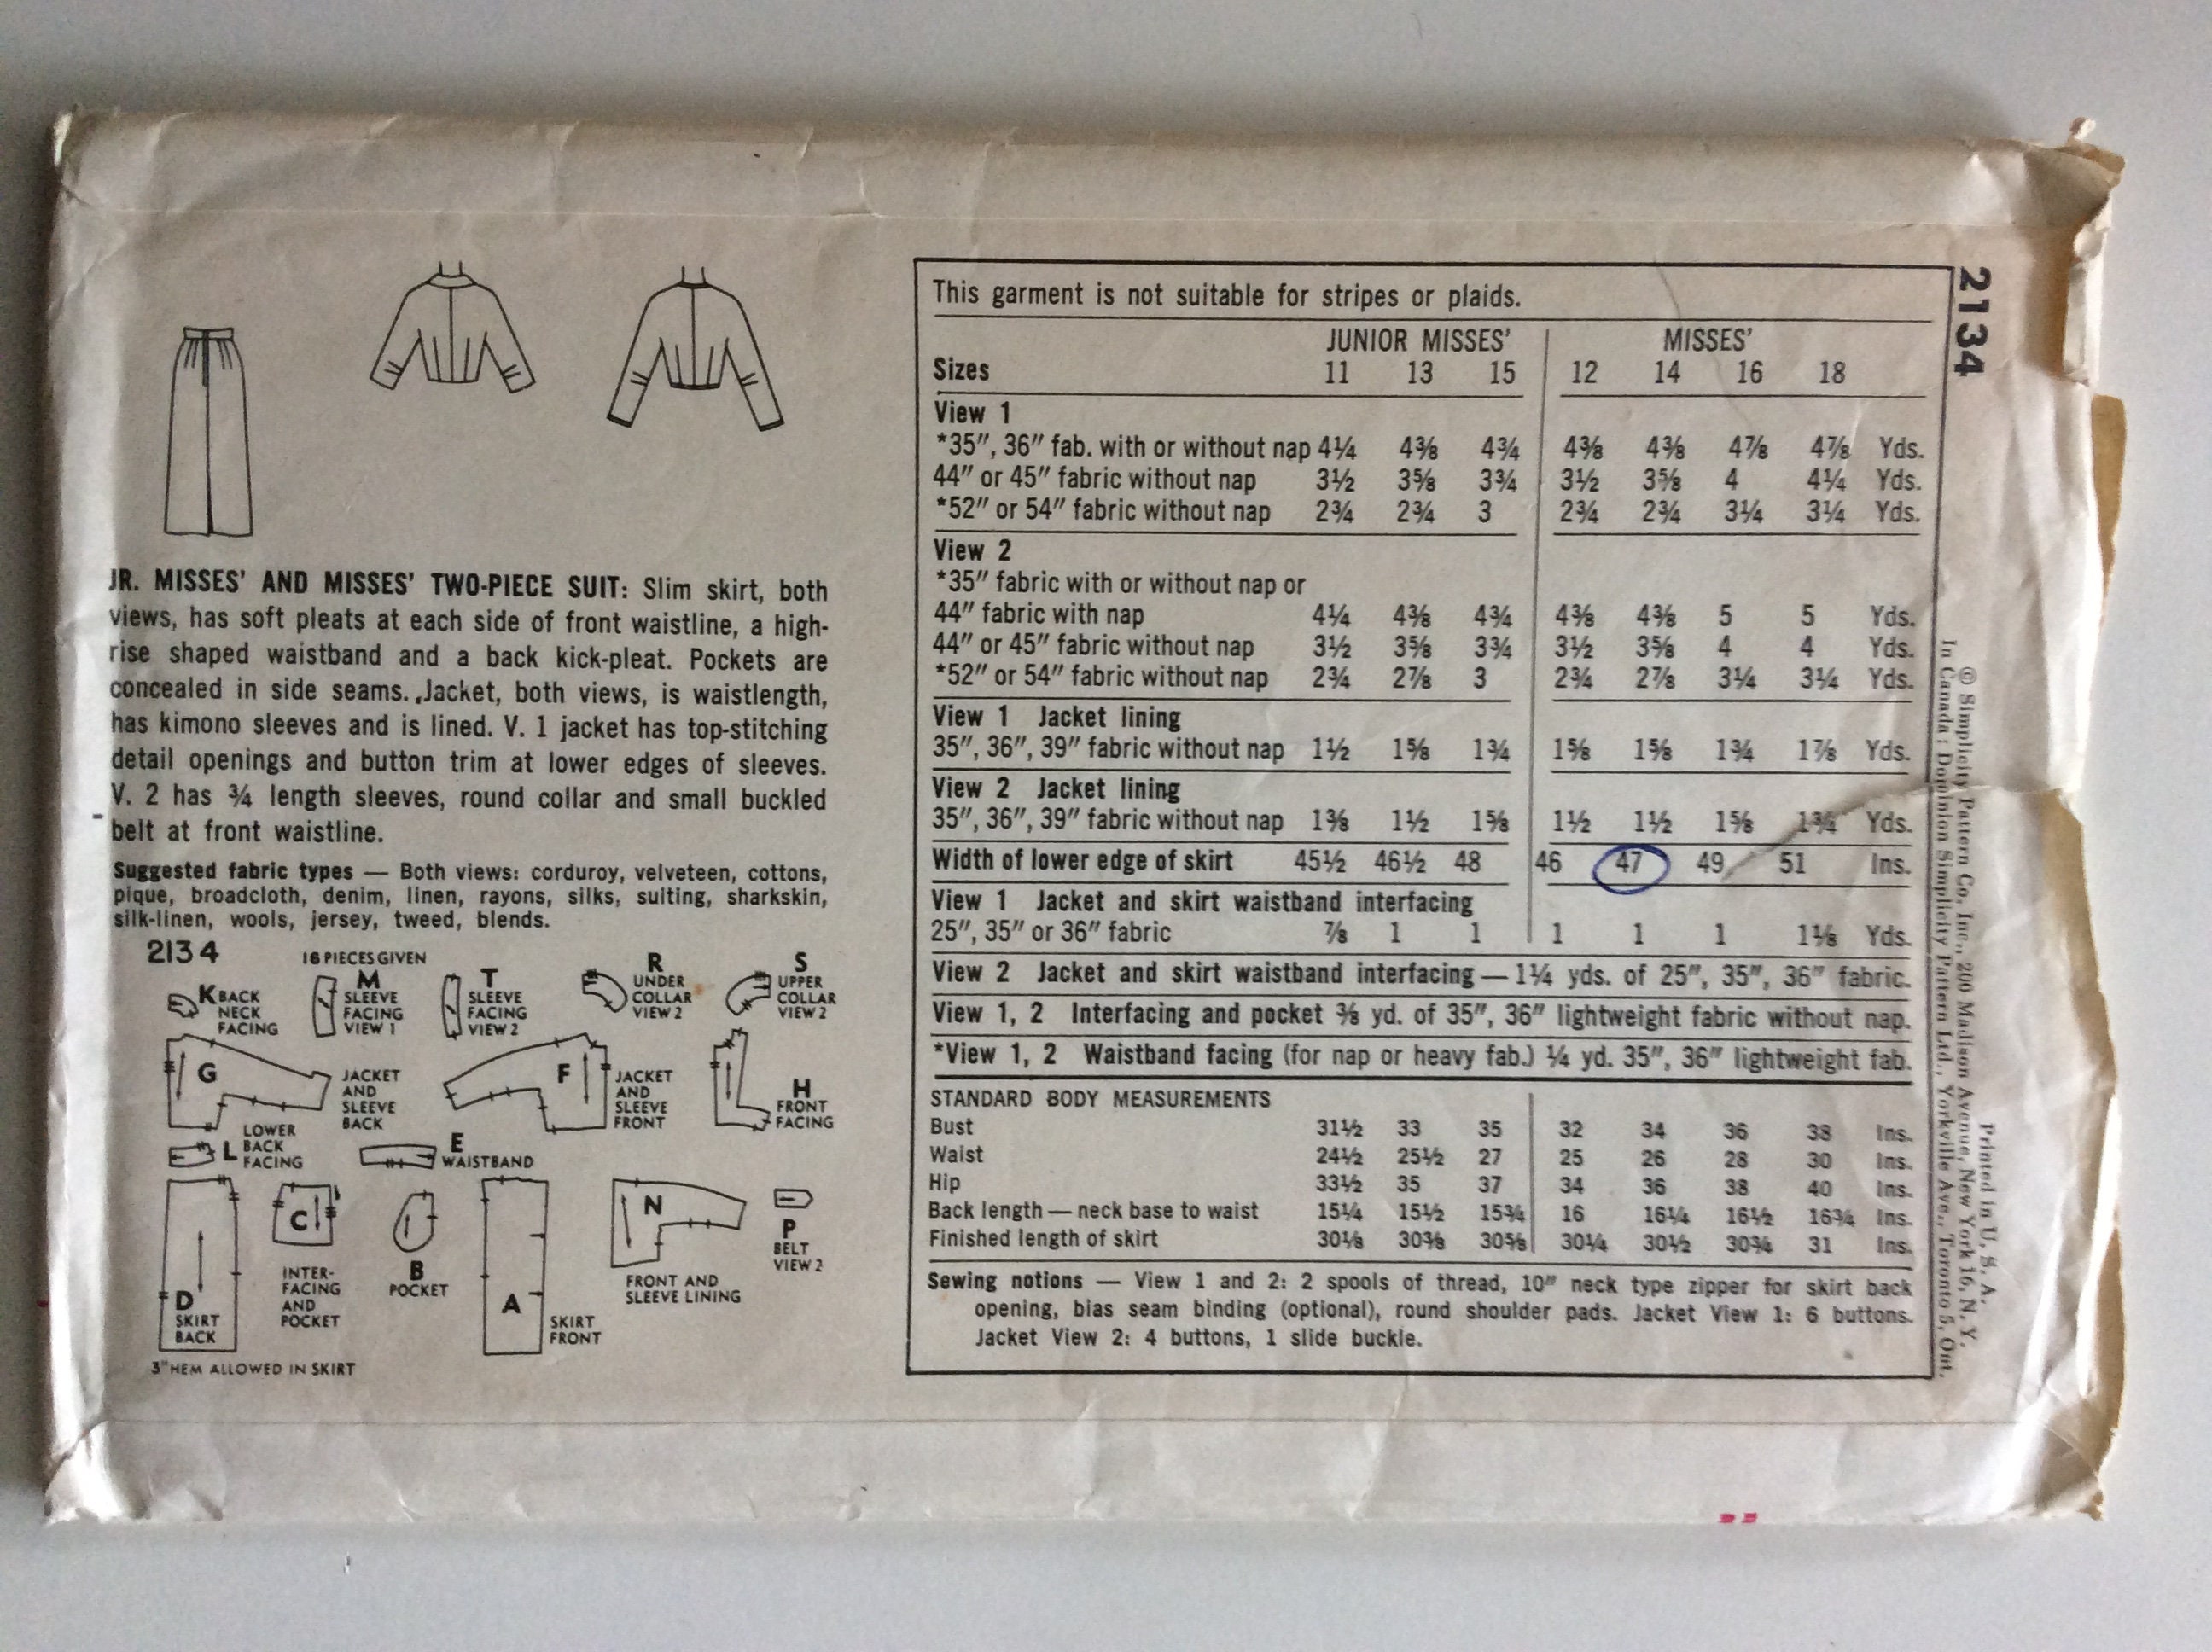 JR. MISSES' AND MISSES' TWO-PIECE SUIT: Slim skirt, both
views, has soft pleats at each side of front waistline, a high-
rise shaped waistband and a back kick-pleat. Pockets are
concealed in side seams. Jacket, both views, is waistlength,
has kimono sleeves and is lined. V. 1 jacket has top-stitching
detail openings and button trim at lower edges of sleeves.
V. 2 has ¾ length sleeves, round collar and small buckled
belt at front waistline.
Suggested fabric types — Both views: corduroy, velveteen, cottons,
pique, broadcloth, denim, linen, rayons, silks, suiting, sharkskin,
silk-linen, wools, jersey, tweed, blends.
2134
16 PIECES GIVEN
K BACK
NECK
FACING
M
SLEEVE
FACING
VIEW 1
T
SLEEVE
FACING
VIEW 2
R
UNDER
COLLAR
VIEW 2
S
UPPER
COLLAR
VIEW 2
G
JACKET
AND
SLEEVE
BACK
F
JACKET
AND
SLEEVE
FRONT
H
FRONT
FACING
L LOWER
BACK
FACING
E
WAISTBAND
D
SKIRT
BACK
C
INTER-
FACING
AND
POCKET
B
POCKET
A
SKIRT
FRONT
N
FRONT AND
SLEEVE LINING
P
BELT
VIEW 2
3" HEM ALLOWED IN SKIRT
This garment is not suitable for stripes or plaids.
JUNIOR MISSES' MISSES'
Sizes 11 13 15 12 14 16 18
View 1
*35", 36" fab. with or without nap 4¼ 4⅜ 4¾ 4⅜ 4⅜ 4⅞ 4⅞ Yds.
44" or 45" fabric without nap 3½ 3⅝ 3¾ 3½ 3⅝ 4 4¼ Yds.
*52" or 54" fabric without nap 2¾ 2¾ 3 2¾ 2¾ 3¼ 3¼ Yds.
View 2
*35" fabric with or without nap or
44" fabric with nap 4¼ 4⅜ 4¾ 4⅜ 4⅜ 5 5 Yds.
44" or 45" fabric without nap 3½ 3⅝ 3¾ 3½ 3⅝ 4 4 Yds.
*52" or 54" fabric without nap 2¾ 2⅞ 3 2¾ 2⅞ 3¼ 3¼ Yds.
View 1 Jacket lining
35", 36", 39" fabric without nap 1½ 1⅝ 1¾ 1⅝ 1⅝ 1¾ 1⅞ Yds.
View 2 Jacket lining
35", 36", 39" fabric without nap 1⅜ 1½ 1⅝ 1½ 1½ 1⅝ 1¾ Yds.
Width of lower edge of skirt 45½ 46½ 48 46 47 49 51 Ins.
View 1 Jacket and skirt waistband interfacing
25", 35" or 36" fabric ⅞ 1 1 1 1 1 1⅛ Yds.
View 2 Jacket and skirt waistband interfacing — 1¼ yds. of 25", 35", 36" fabric.
View 1, 2 Interfacing and pocket ⅜ yd. of 35", 36" lightweight fabric without nap.
*View 1, 2 Waistband facing (for nap or heavy fab.) ¼ yd. 35", 36" lightweight fab.
STANDARD BODY MEASUREMENTS
Bust 31½ 33 35 32 34 36 38 Ins.
Waist 24½ 25½ 27 25 26 28 30 Ins.
Hip 33½ 35 37 34 36 38 40 Ins.
Back length — neck base to waist 15¼ 15½ 15¾ 16 16¼ 16½ 16¾ Ins.
Finished length of skirt 30⅛ 30⅜ 30⅝ 30¼ 30½ 30¾ 31 Ins.
Sewing notions — View 1 and 2: 2 spools of thread, 10" neck type zipper for skirt back
opening, bias seam binding (optional), round shoulder pads. Jacket View 1: 6 buttons.
Jacket View 2: 4 buttons, 1 slide buckle.
2134
Printed in U. S. A.
© Simplicity Pattern Co. Inc., 200 Madison Avenue, New York 16, N. Y.
In Canada: Dominion Simplicity Pattern Ltd., Yorkville Ave., Toronto 5, Ont.